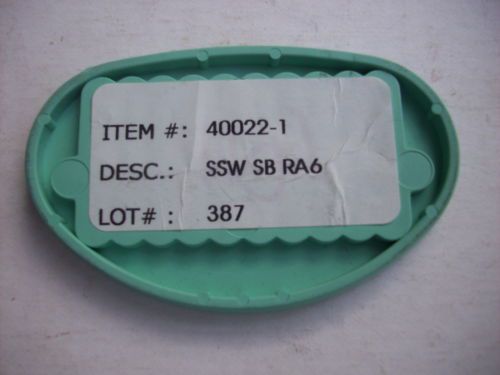 ITEM #: 40022-1
DESC.: SSW SB RA6
LOT# : 387